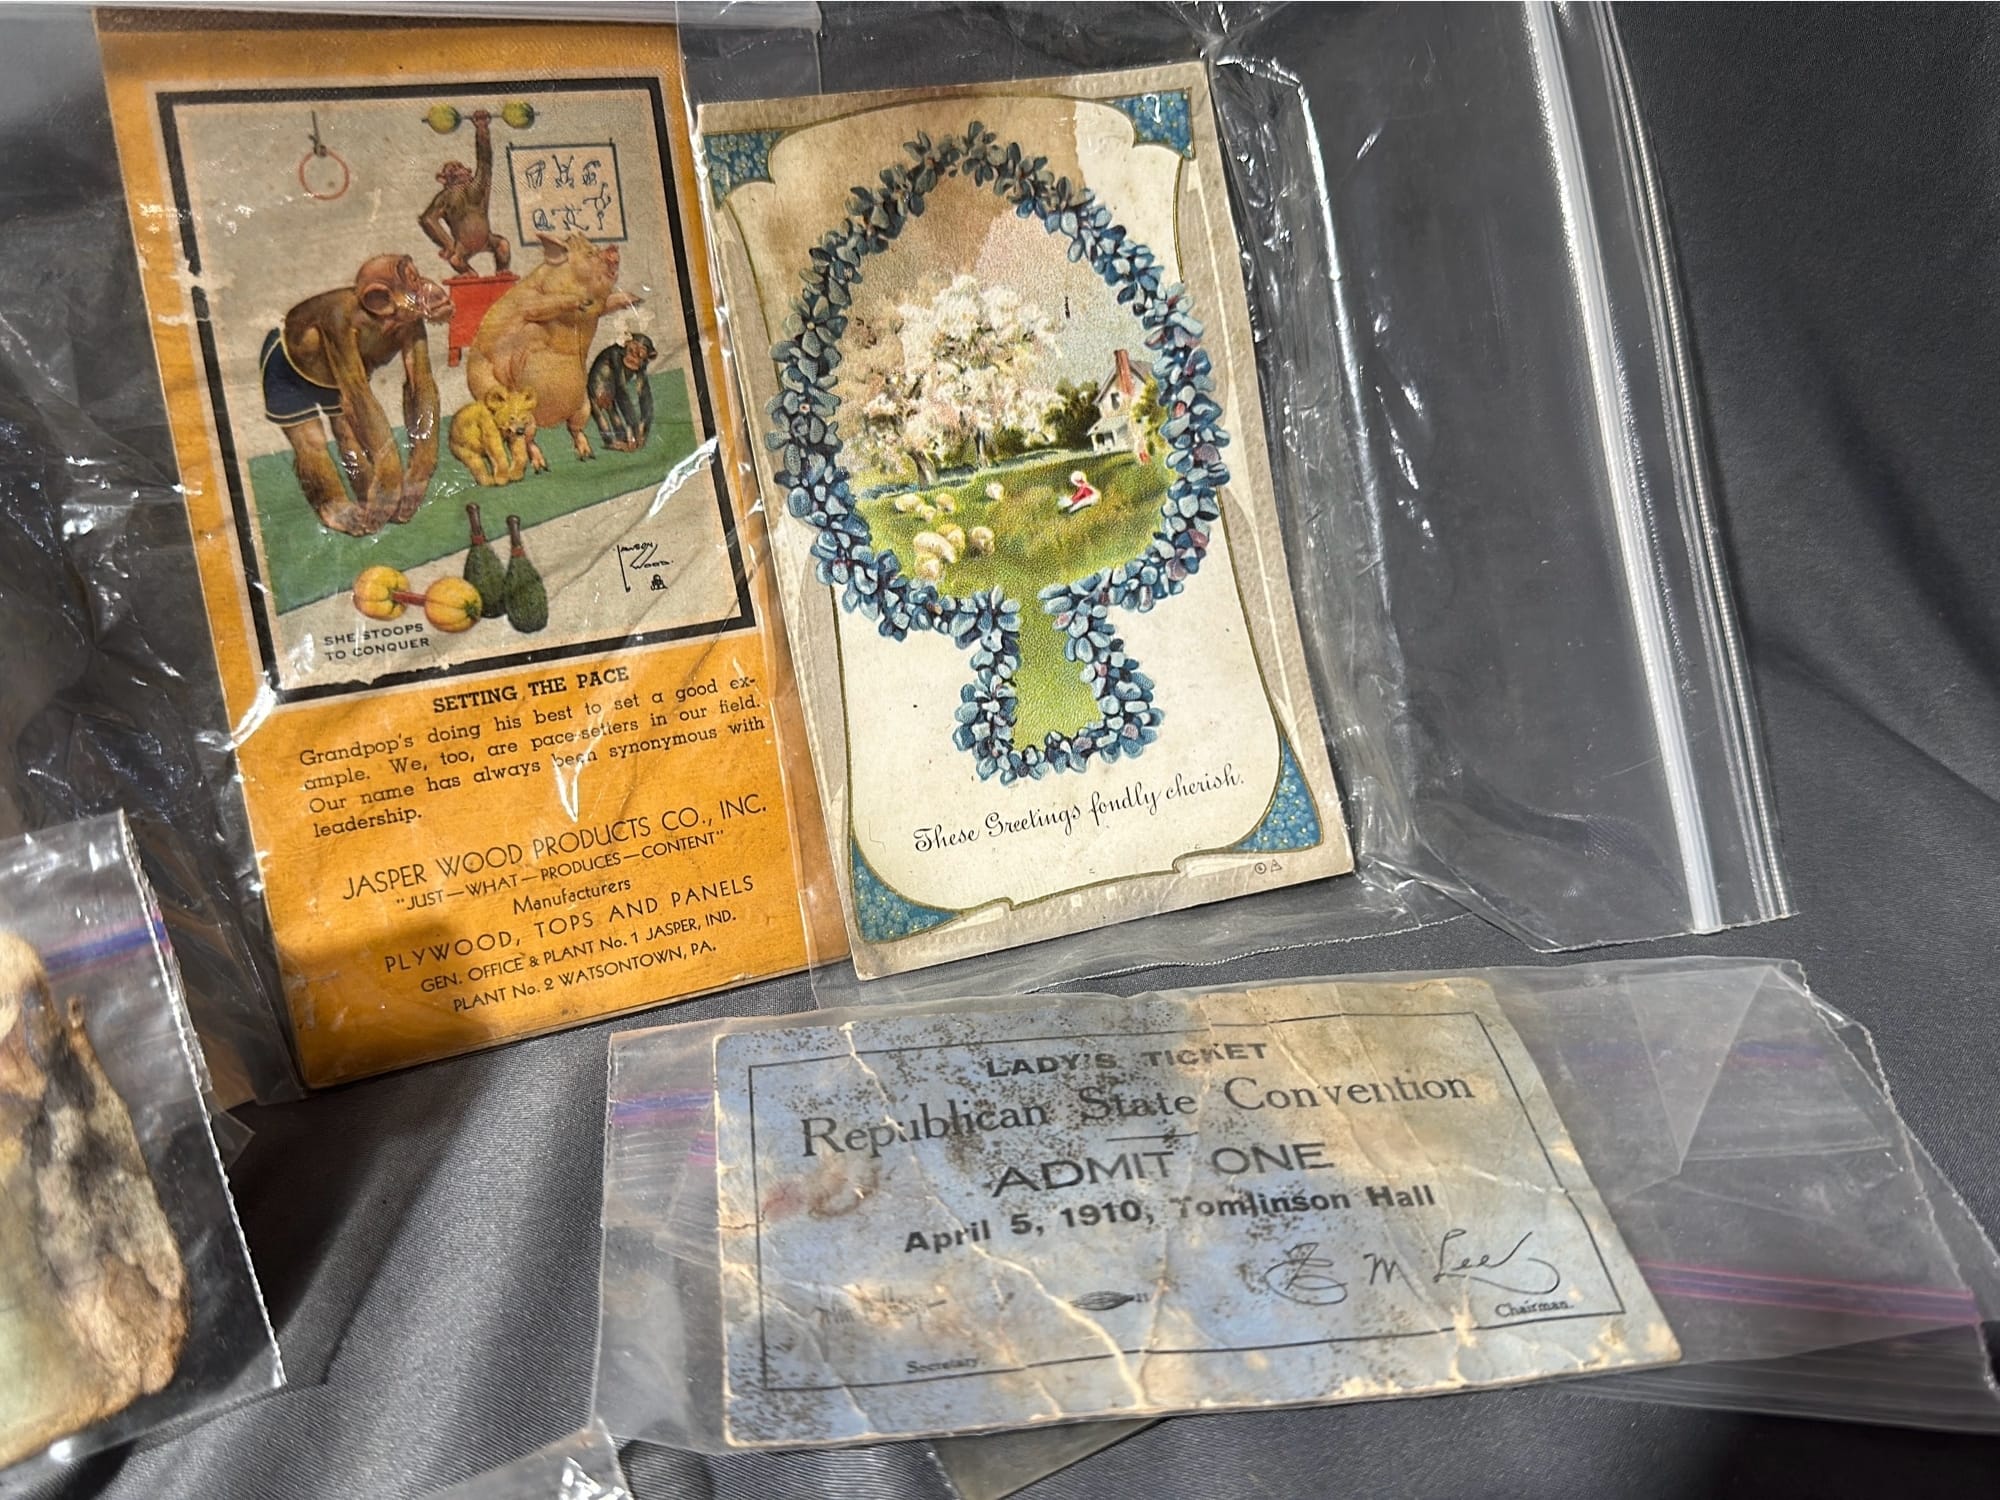 LAWSON
WOOD.
SHE STOOPS
TO CONQUER
SETTING THE PACE
Grandpop's doing his best to set a good ex-
ample. We, too, are pace-setters in our field.
Our name has always been synonymous with
leadership.
JASPER WOOD PRODUCTS CO., INC.
"JUST—WHAT—PRODUCES—CONTENT"
Manufacturers
PLYWOOD, TOPS AND PANELS
GEN. OFFICE & PLANT No. 1 JASPER, IND.
PLANT No. 2 WATSONTOWN, PA.
These Greetings fondly cherish.
©
LADY'S TICKET
Republican State Convention
ADMIT ONE
April 5, 1910, Tomlinson Hall
M Lee
Chairman.
21
Secretary.